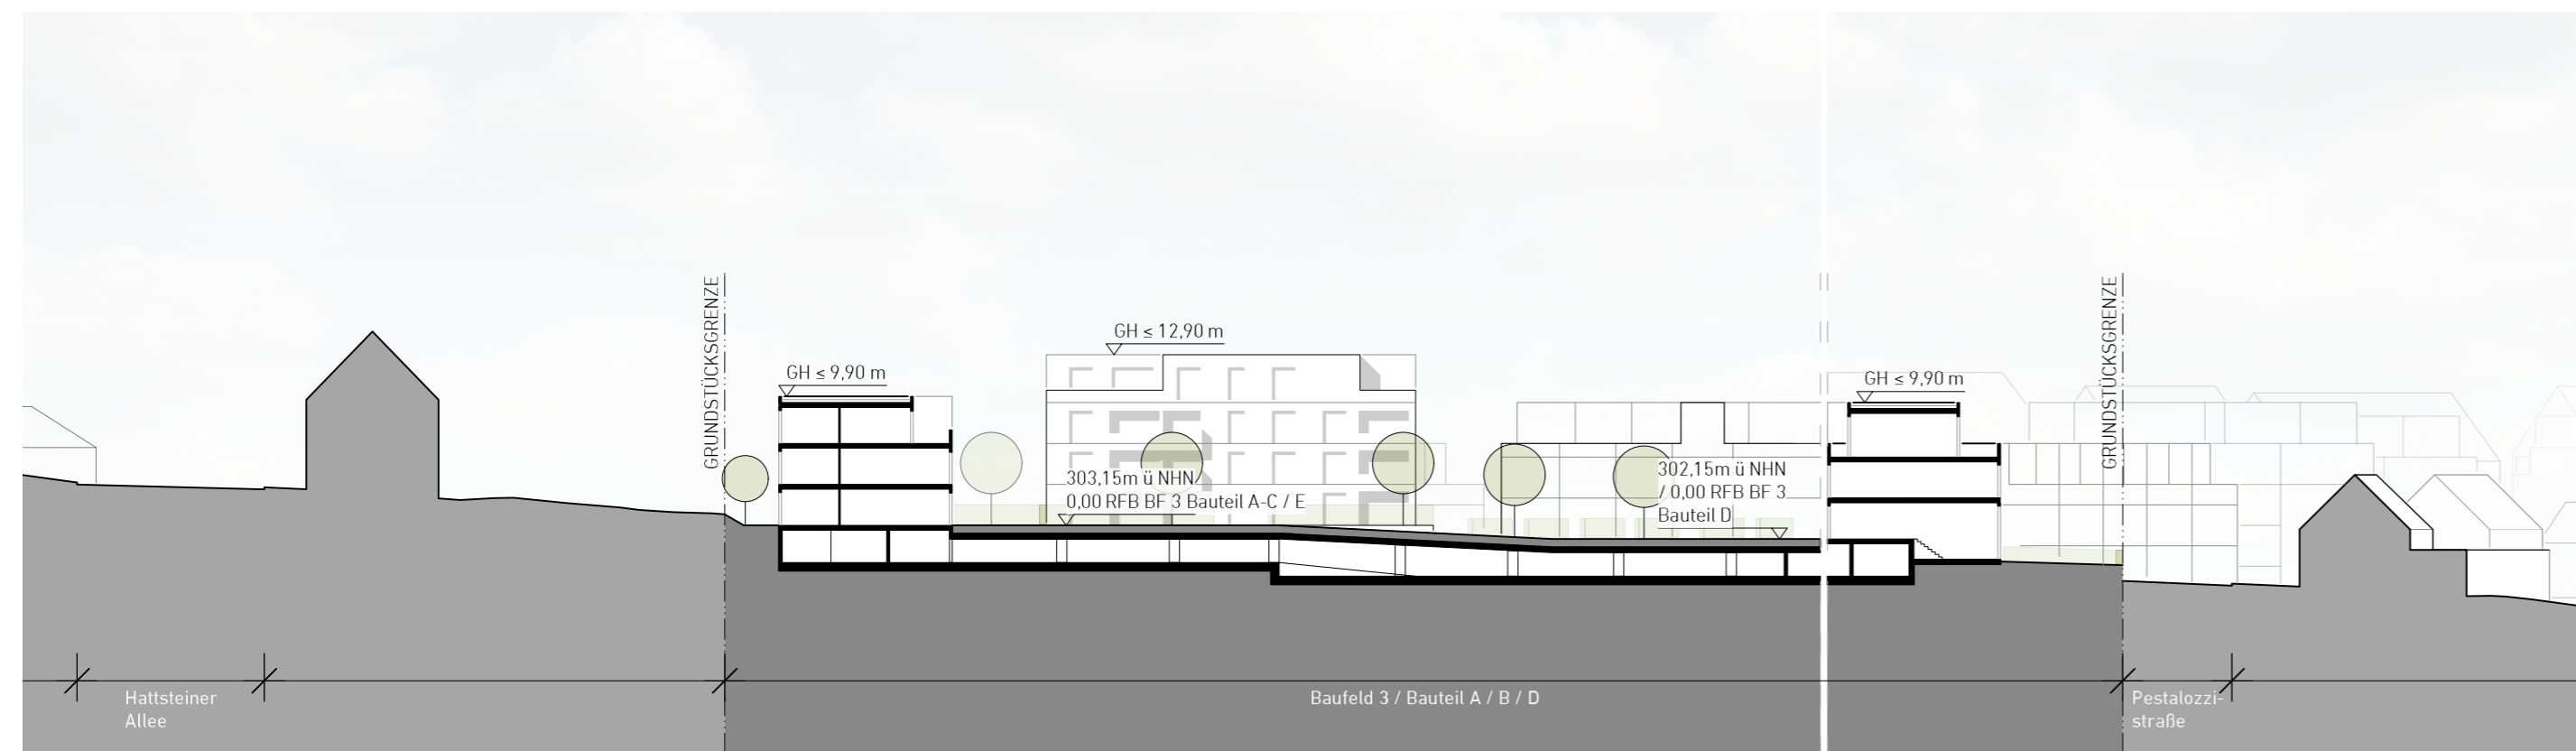 GRUNDSTÜCKSGRENZE
GH ≤ 9,90 m
GH ≤ 12,90 m
303,15m ü NHN
0,00 RFB BF 3 Bauteil A-C / E
302,15m ü NHN
/ 0,00 RFB BF 3
Bauteil D
GH ≤ 9,90 m
GRUNDSTÜCKSGRENZE
Hattsteiner
Allee
Baufeld 3 / Bauteil A / B / D
Pestalozzi-
straße